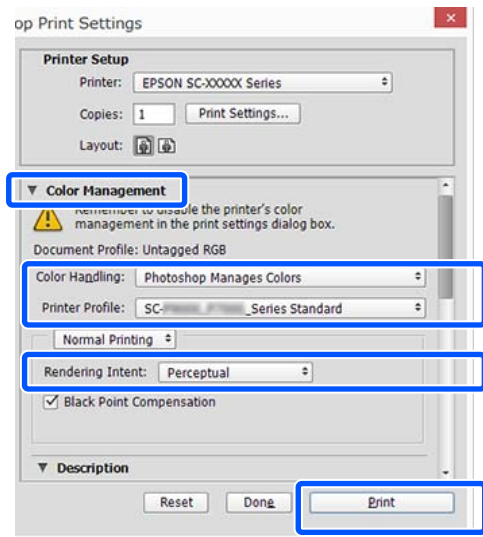 op Print Settings
Printer Setup
Printer: EPSON SC-XXXXX Series
Copies: 1 Print Settings...
Layout:
Color Management
Remember to disable the printer's color
management in the print settings dialog box.
Document Profile: Untagged RGB
Color Handling: Photoshop Manages Colors
Printer Profile: SC- _Series Standard
Normal Printing
Rendering Intent: Perceptual
Black Point Compensation
Description
Reset Done Print